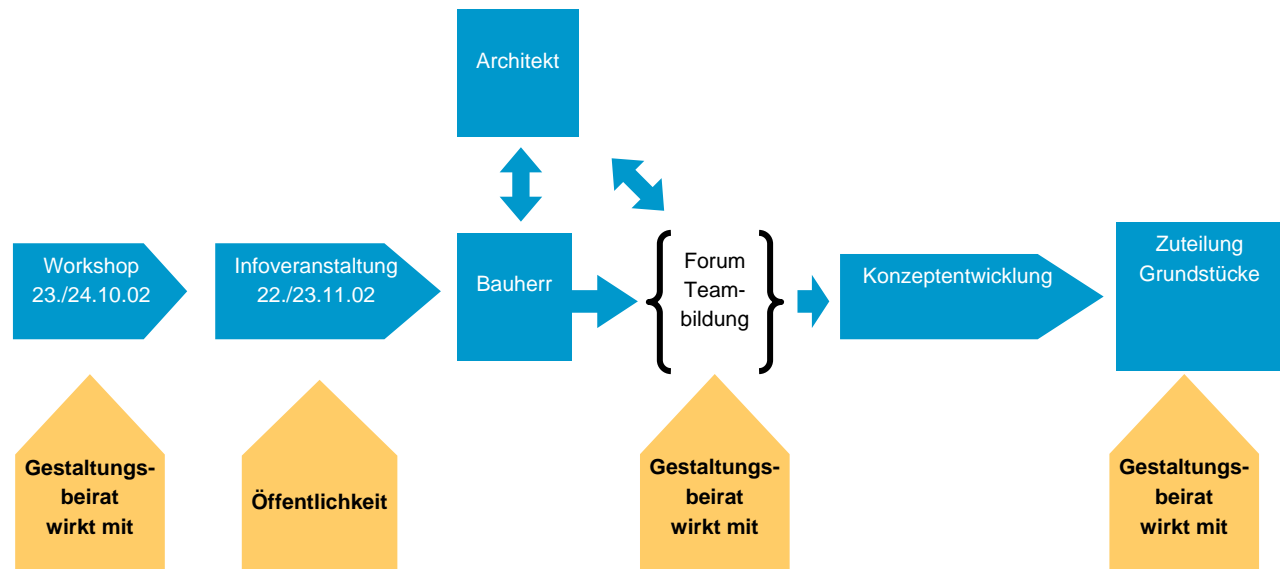 Architekt
Workshop
23./24.10.02
Infoveranstaltung
22./23.11.02
Bauherr
Forum
Team-
bildung
Konzeptentwicklung
Zuteilung
Grundstücke
Gestaltungs-
beirat
wirkt mit
Öffentlichkeit
Gestaltungs-
beirat
wirkt mit
Gestaltungs-
beirat
wirkt mit